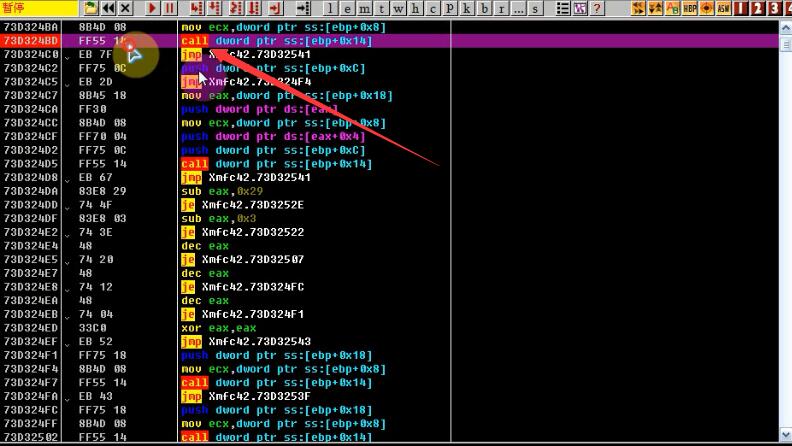 暂停 l e m t w h c p k b r ... s HBP ASM 1 2 3 4
73D324BA 8B4D 08 mov ecx,dword ptr ss:[ebp+0x8]
73D324BD FF55 14 call dword ptr ss:[ebp+0x14]
73D324C0 EB 7F jmp Xmfc42.73D32541
73D324C2 FF75 0C push dword ptr ss:[ebp+0xC]
73D324C5 EB 2D jmp Xmfc42.73D324F4
73D324C7 8B45 18 mov eax,dword ptr ss:[ebp+0x18]
73D324CA FF30 push dword ptr ds:[eax]
73D324CC 8B4D 08 mov ecx,dword ptr ss:[ebp+0x8]
73D324CF FF70 04 push dword ptr ds:[eax+0x4]
73D324D2 FF75 0C push dword ptr ss:[ebp+0xC]
73D324D5 FF55 14 call dword ptr ss:[ebp+0x14]
73D324D8 EB 67 jmp Xmfc42.73D32541
73D324DA 83E8 29 sub eax,0x29
73D324DD 74 4F je Xmfc42.73D3252E
73D324DF 83E8 03 sub eax,0x3
73D324E2 74 3E je Xmfc42.73D32522
73D324E4 48 dec eax
73D324E5 74 20 je Xmfc42.73D32507
73D324E7 48 dec eax
73D324E8 74 12 je Xmfc42.73D324FC
73D324EA 48 dec eax
73D324EB 74 04 je Xmfc42.73D324F1
73D324ED 33C0 xor eax,eax
73D324EF EB 52 jmp Xmfc42.73D32543
73D324F1 FF75 18 push dword ptr ss:[ebp+0x18]
73D324F4 8B4D 08 mov ecx,dword ptr ss:[ebp+0x8]
73D324F7 FF55 14 call dword ptr ss:[ebp+0x14]
73D324FA EB 43 jmp Xmfc42.73D3253F
73D324FC FF75 18 push dword ptr ss:[ebp+0x18]
73D324FF 8B4D 08 mov ecx,dword ptr ss:[ebp+0x8]
73D32502 FF55 14 call dword ptr ss:[ebp+0x14]